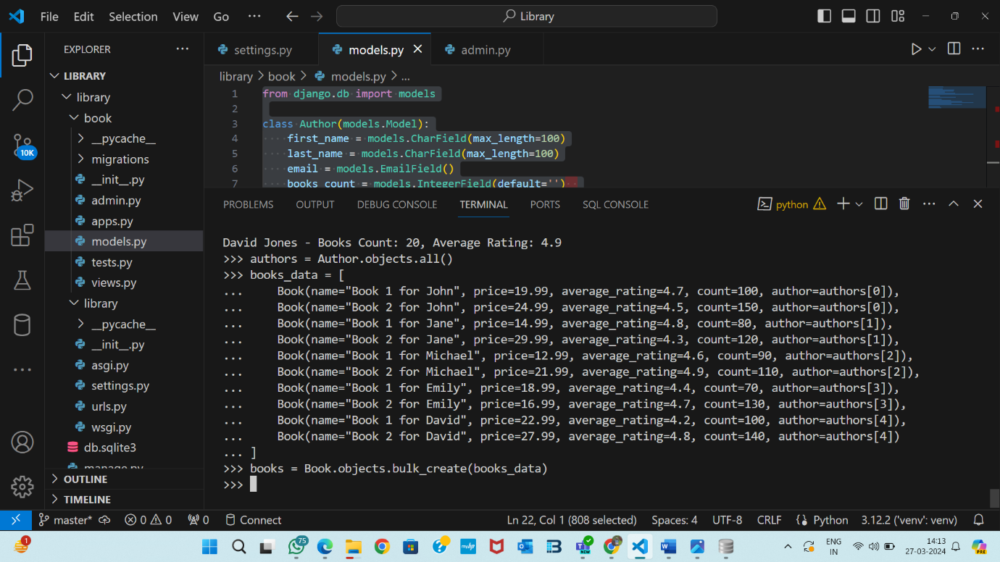 File Edit Selection View Go ··· Library
EXPLORER ···
settings.py models.py admin.py ···
LIBRARY
library
book
__pycache__
migrations
__init__.py
admin.py
apps.py
models.py
tests.py
views.py
library
__pycache__
__init__.py
asgi.py
settings.py
urls.py
wsgi.py
db.sqlite3
manage.py
OUTLINE
TIMELINE
10K
library > book > models.py > ...
1 from django.db import models
2
3 class Author(models.Model):
4 first_name = models.CharField(max_length=100)
5 last_name = models.CharField(max_length=100)
6 email = models.EmailField()
7 books_count = models.IntegerField(default='')
PROBLEMS OUTPUT DEBUG CONSOLE TERMINAL PORTS SQL CONSOLE python ···
David Jones - Books Count: 20, Average Rating: 4.9
>>> authors = Author.objects.all()
>>> books_data = [
... Book(name="Book 1 for John", price=19.99, average_rating=4.7, count=100, author=authors[0]),
... Book(name="Book 2 for John", price=24.99, average_rating=4.5, count=150, author=authors[0]),
... Book(name="Book 1 for Jane", price=14.99, average_rating=4.8, count=80, author=authors[1]),
... Book(name="Book 2 for Jane", price=29.99, average_rating=4.3, count=120, author=authors[1]),
... Book(name="Book 1 for Michael", price=12.99, average_rating=4.6, count=90, author=authors[2]),
... Book(name="Book 2 for Michael", price=21.99, average_rating=4.9, count=110, author=authors[2]),
... Book(name="Book 1 for Emily", price=18.99, average_rating=4.4, count=70, author=authors[3]),
... Book(name="Book 2 for Emily", price=16.99, average_rating=4.7, count=130, author=authors[3]),
... Book(name="Book 1 for David", price=22.99, average_rating=4.2, count=100, author=authors[4]),
... Book(name="Book 2 for David", price=27.99, average_rating=4.8, count=140, author=authors[4])
... ]
>>> books = Book.objects.bulk_create(books_data)
>>>
master* 0 0 0 Connect Ln 22, Col 1 (808 selected) Spaces: 4 UTF-8 CRLF Python 3.12.2 ('venv': venv)
1 75 NEW ENG 14:13 PRE
IN 27-03-2024